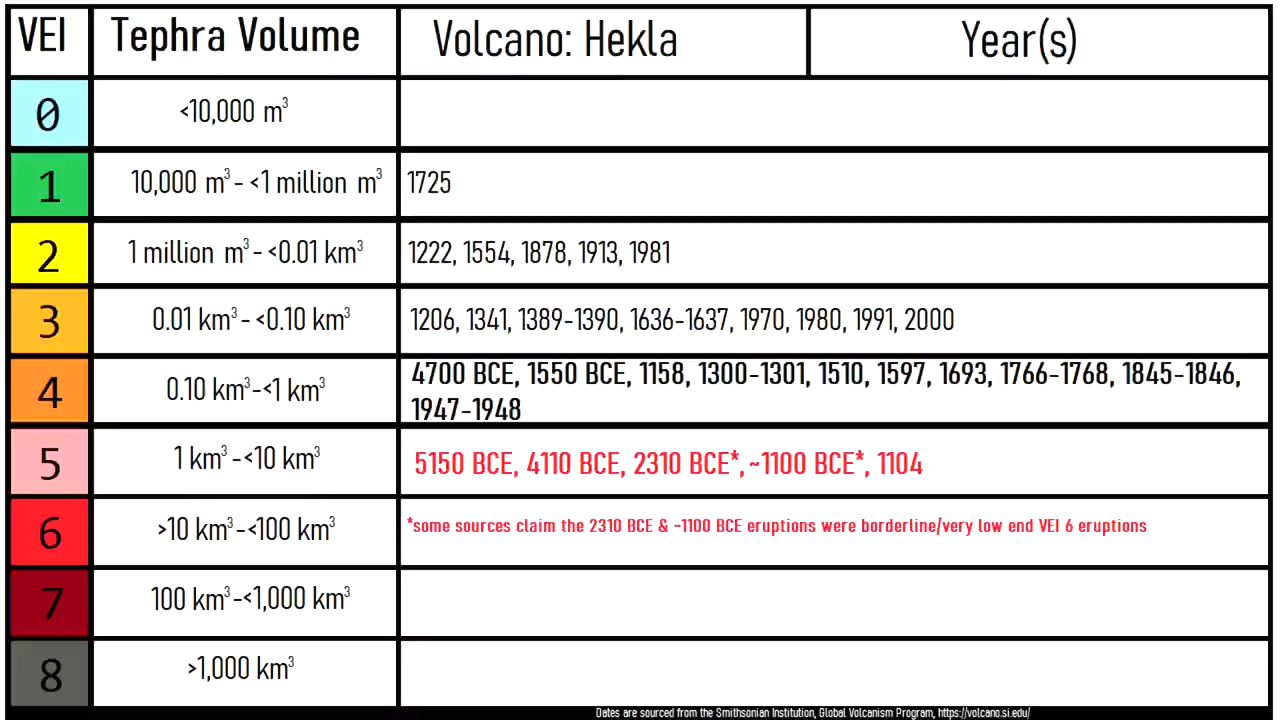 VEI Tephra Volume Volcano: Hekla Year(s)
0 <10,000 m³
1 10,000 m³ - <1 million m³ 1725
2 1 million m³ - <0.01 km³ 1222, 1554, 1878, 1913, 1981
3 0.01 km³ - <0.10 km³ 1206, 1341, 1389-1390, 1636-1637, 1970, 1980, 1991, 2000
4 0.10 km³-<1 km³ 4700 BCE, 1550 BCE, 1158, 1300-1301, 1510, 1597, 1693, 1766-1768, 1845-1846,
1947-1948
5 1 km³ -<10 km³ 5150 BCE, 4110 BCE, 2310 BCE*, ~1100 BCE*, 1104
6 >10 km³-<100 km³ *some sources claim the 2310 BCE & ~1100 BCE eruptions were borderline/very low end VEI 6 eruptions
7 100 km³-<1,000 km³
8 >1,000 km³
Dates are sourced from the Smithsonian Institution, Global Volcanism Program, https://volcano.si.edu/